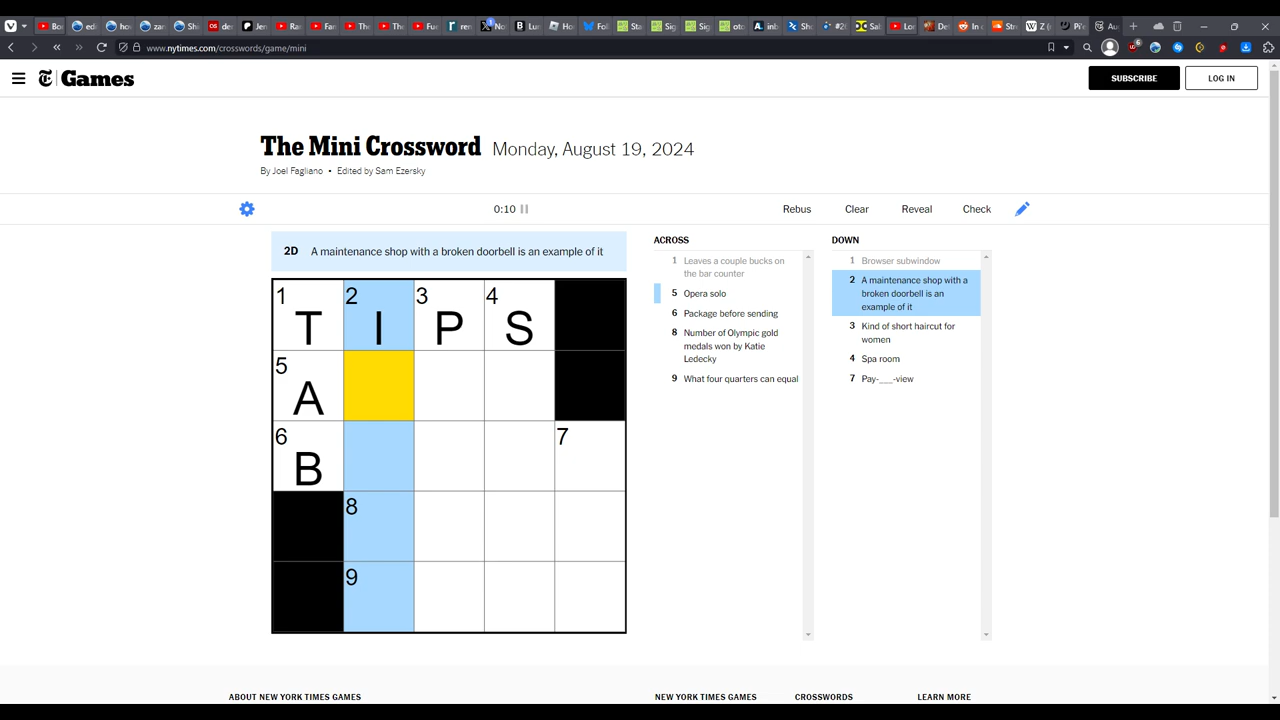 www.nytimes.com/crosswords/game/mini
Games
SUBSCRIBE
LOG IN
The Mini Crossword Monday, August 19, 2024
By Joel Fagliano • Edited by Sam Ezersky
0:10
Rebus
Clear
Reveal
Check
2D A maintenance shop with a broken doorbell is an example of it
1 2 3 4
T I P S
5
A
6 7
B
8
9
ACROSS
1 Leaves a couple bucks on
the bar counter
5 Opera solo
6 Package before sending
8 Number of Olympic gold
medals won by Katie
Ledecky
9 What four quarters can equal
DOWN
1 Browser subwindow
2 A maintenance shop with a
broken doorbell is an
example of it
3 Kind of short haircut for
women
4 Spa room
7 Pay-___-view
ABOUT NEW YORK TIMES GAMES
NEW YORK TIMES GAMES
CROSSWORDS
LEARN MORE